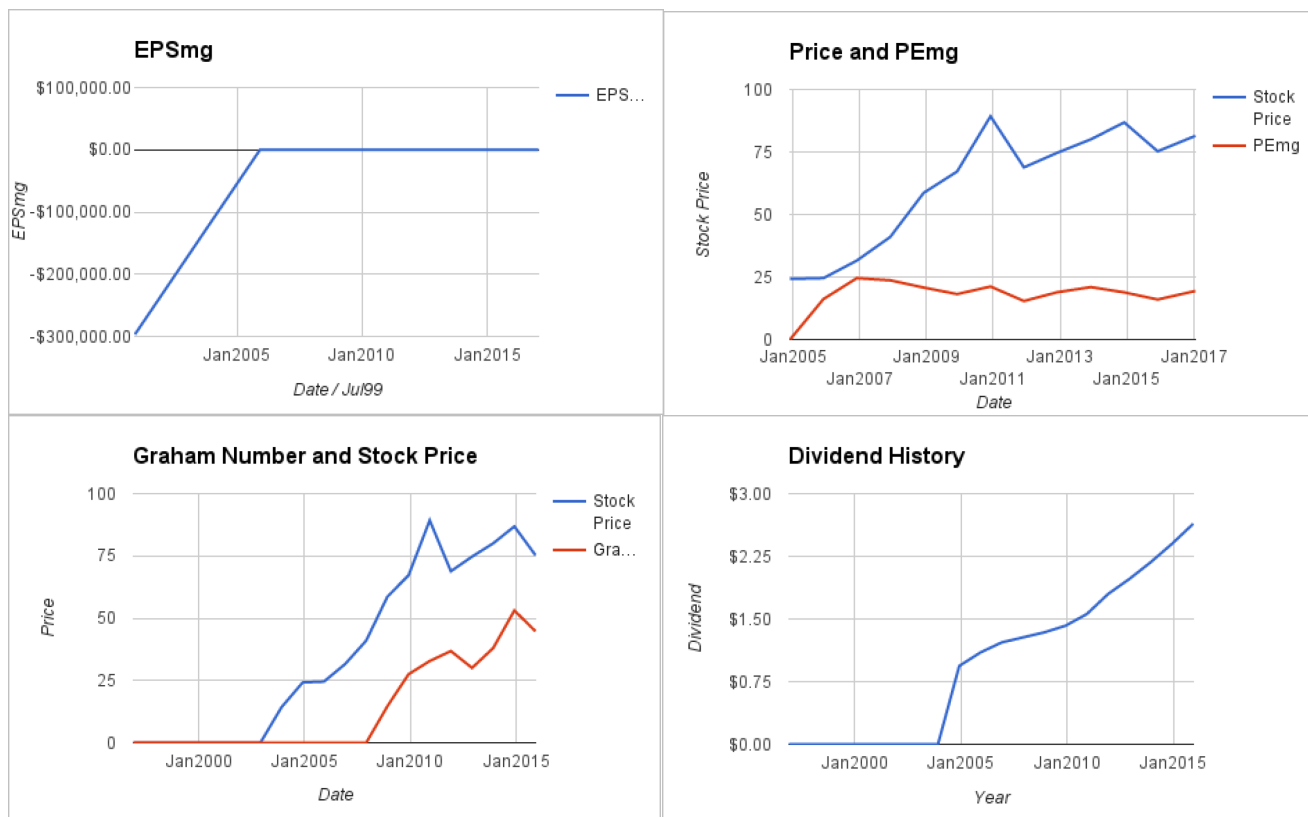 EPSmg
$100,000.00
$0.00
-$100,000.00
-$200,000.00
-$300,000.00
EPSmg
Jan2005 Jan2010 Jan2015
Date / Jul99
EPS...
Price and PEmg
100
75
50
25
0
Stock Price
Jan2005 Jan2009 Jan2013 Jan2017
Jan2007 Jan2011 Jan2015
Date
Stock
Price
PEmg
Graham Number and Stock Price
100
75
50
25
0
Price
Jan2000 Jan2005 Jan2010 Jan2015
Date
Stock
Price
Gra...
Dividend History
$3.00
$2.25
$1.50
$0.75
$0.00
Dividend
Jan2000 Jan2005 Jan2010 Jan2015
Year